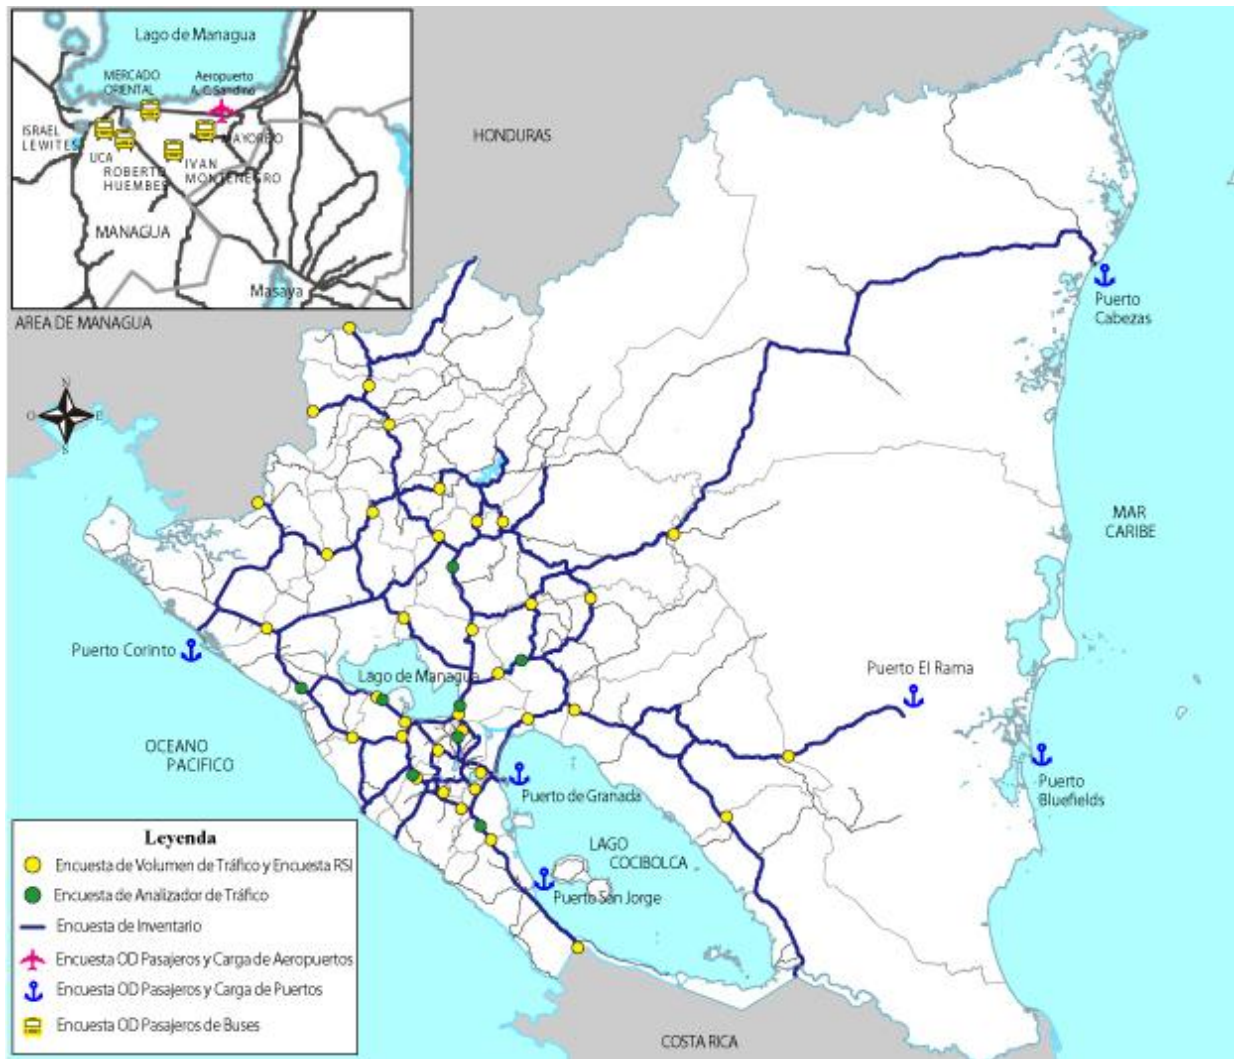 Lago de Managua
MERCADO
ORIENTAL
Aeropuerto
A. C. Sandino
ISRAEL
LEWITES
UCA
ROBERTO
HUEMBES
IVAN
MONTENEGRO
MAYOREO
MANAGUA
Masaya
AREA DE MANAGUA
HONDURAS
N
O
E
S
Puerto
Cabezas
MAR
CARIBE
Puerto Corinto
Lago de Managua
Puerto El Rama
OCEANO
PACIFICO
Puerto
Bluefields
Puerto de Granada
LAGO
COCIBOLCA
Puerto San Jorge
COSTA RICA
Leyenda
Encuesta de Volumen de Tráfico y Encuesta RSI
Encuesta de Analizador de Tráfico
Encuesta de Inventario
Encuesta OD Pasajeros y Carga de Aeropuertos
Encuesta OD Pasajeros y Carga de Puertos
Encuesta OD Pasajeros de Buses